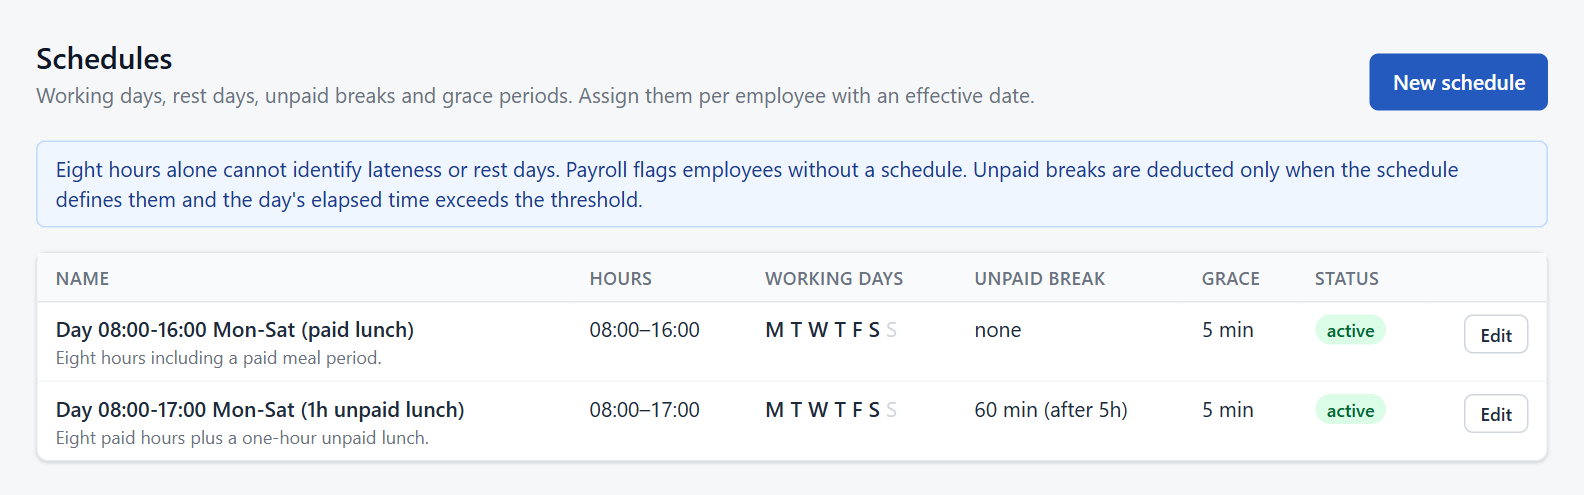 Schedules
Working days, rest days, unpaid breaks and grace periods. Assign them per employee with an effective date.
New schedule
Eight hours alone cannot identify lateness or rest days. Payroll flags employees without a schedule. Unpaid breaks are deducted only when the schedule
defines them and the day's elapsed time exceeds the threshold.
NAME HOURS WORKING DAYS UNPAID BREAK GRACE STATUS
Day 08:00-16:00 Mon-Sat (paid lunch) 08:00–16:00 M T W T F S S none 5 min active Edit
Eight hours including a paid meal period.
Day 08:00-17:00 Mon-Sat (1h unpaid lunch) 08:00–17:00 M T W T F S S 60 min (after 5h) 5 min active Edit
Eight paid hours plus a one-hour unpaid lunch.